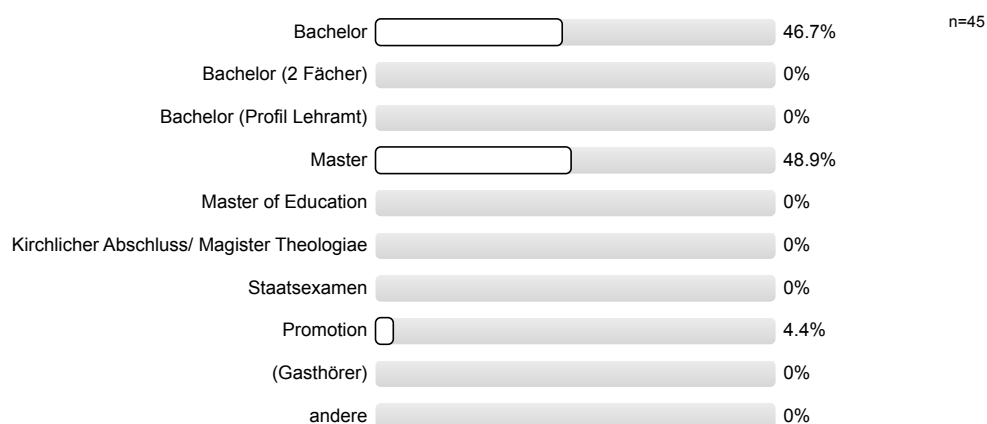 n=45
Bachelor 46.7%
Bachelor (2 Fächer) 0%
Bachelor (Profil Lehramt) 0%
Master 48.9%
Master of Education 0%
Kirchlicher Abschluss/ Magister Theologiae 0%
Staatsexamen 0%
Promotion 4.4%
(Gasthörer) 0%
andere 0%